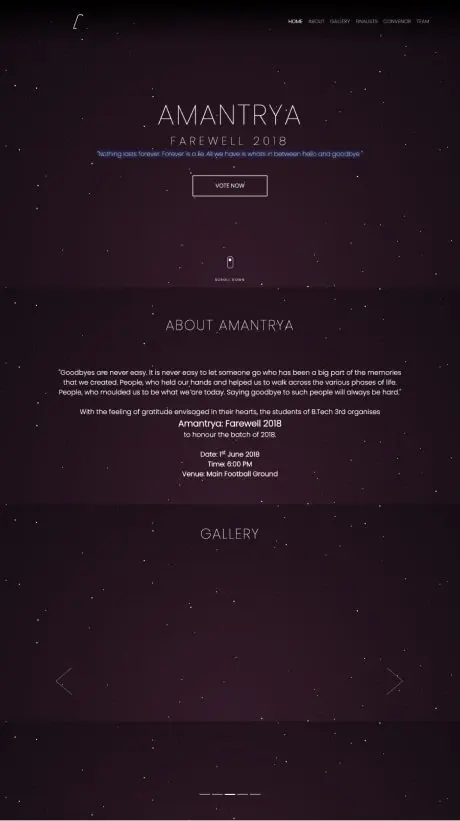 HOME ABOUT GALLERY FINALISTS CONVENOR TEAM
AMANTRYA
FAREWELL 2018
"Nothing lasts forever. Forever is a lie. All we have is whats in between hello and goodbye."
VOTE NOW
SCROLL DOWN
ABOUT AMANTRYA
"Goodbyes are never easy. It is never easy to let someone go who has been a big part of the memories
that we created. People, who held our hands and helped us to walk across the various phases of life.
People, who moulded us to be what we're today. Saying goodbye to such people will always be hard."
With the feeling of gratitude envisaged in their hearts, the students of B.Tech 3rd organises
Amantrya: Farewell 2018
to honour the batch of 2018.
Date: 1st June 2018
Time: 6:00 PM
Venue: Main Football Ground
GALLERY